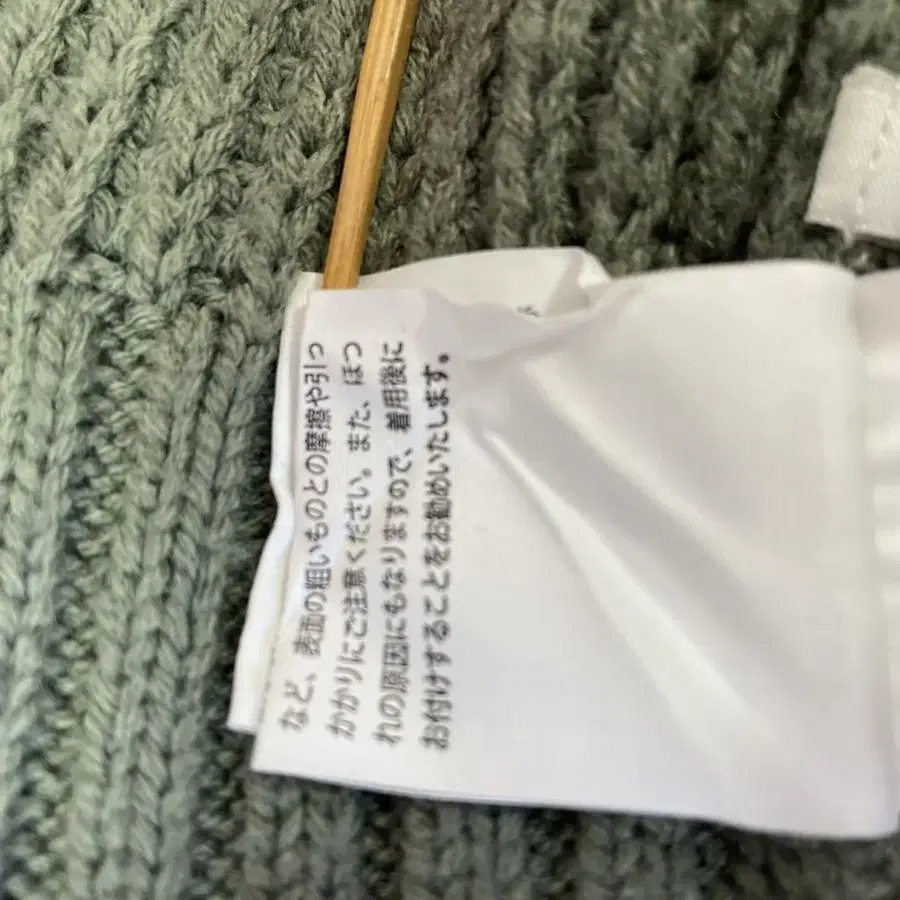 など、表面の粗いものとの摩擦や引っ
かかりにご注意ください。また、ほつ
れの原因にもなりますので、着用後に
お付けすることをお勧めいたします。